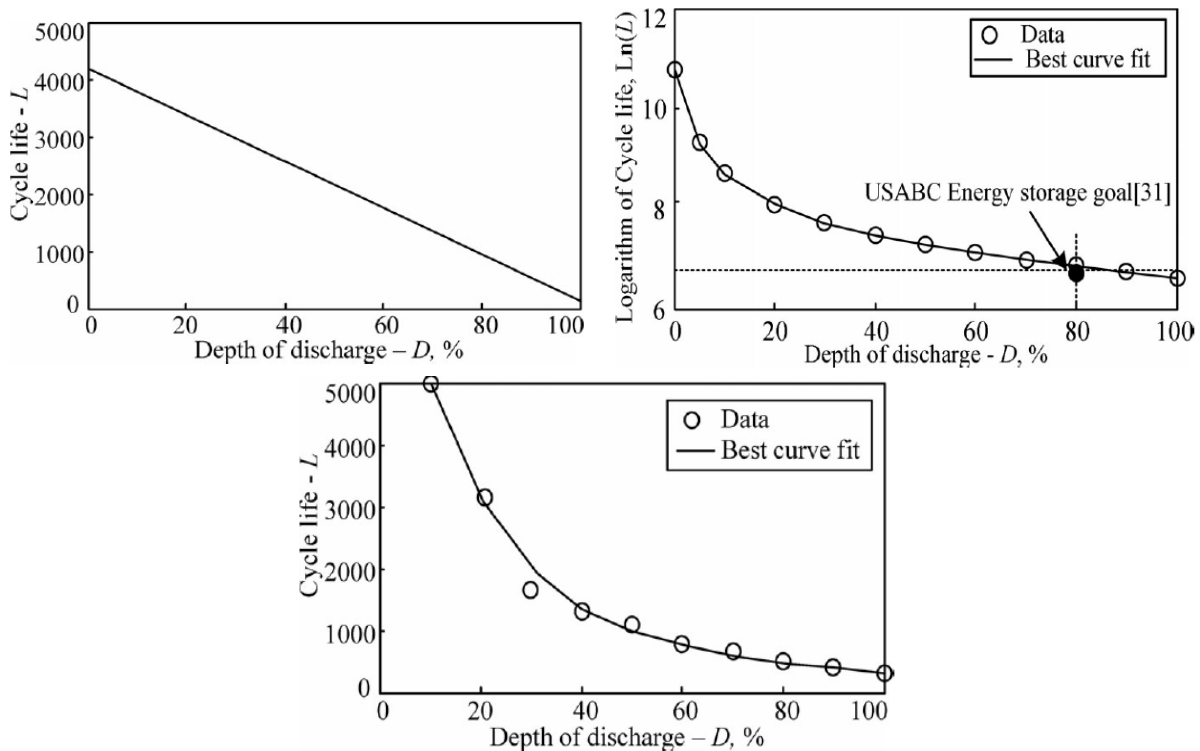 5000
4000
3000
2000
1000
0
Cycle life - L
0 20 40 60 80 100
Depth of discharge – D, %
12
10
8
6
Logarithm of Cycle life, Ln(L)
Data
Best curve fit
USABC Energy storage goal[31]
0 20 40 60 80 100
Depth of discharge - D, %
5000
4000
3000
2000
1000
0
Cycle life - L
Data
Best curve fit
0 20 40 60 80 100
Depth of discharge – D, %